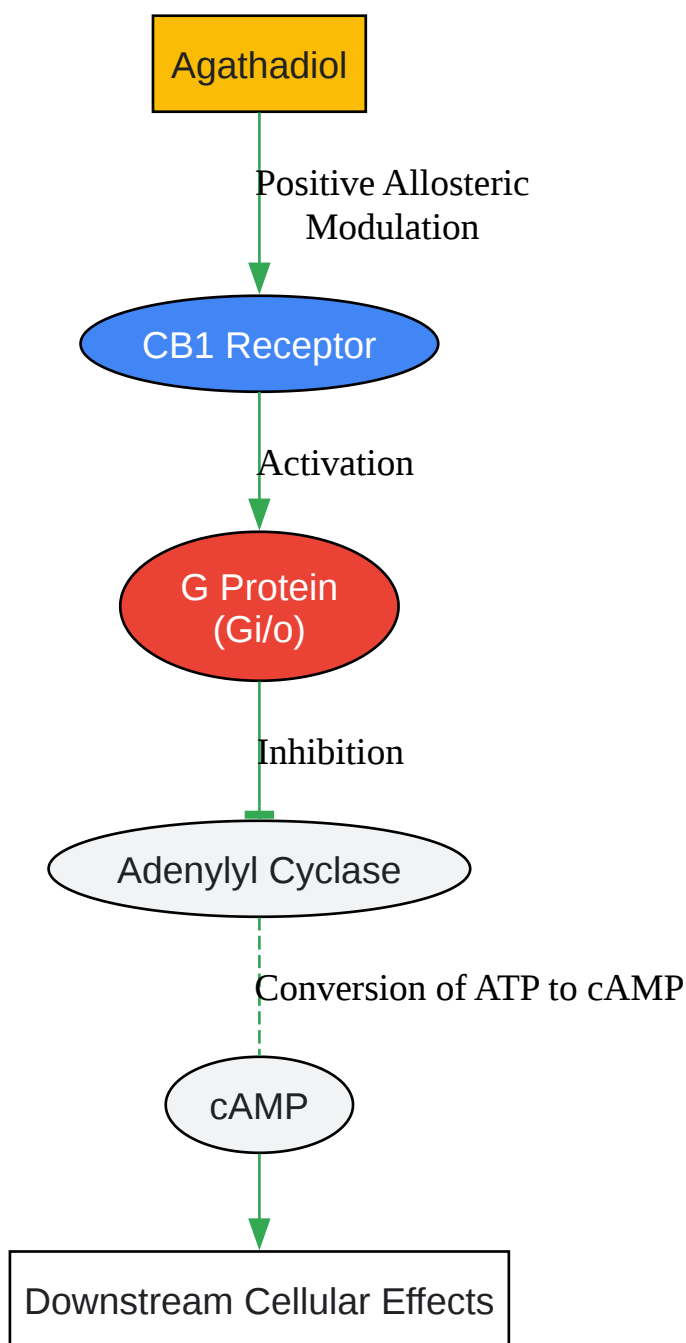 Agathadiol
Positive Allosteric
Modulation
CB1 Receptor
Activation
G Protein
(Gi/o)
Inhibition
Adenylyl Cyclase
Conversion of ATP to cAMP
cAMP
Downstream Cellular Effects